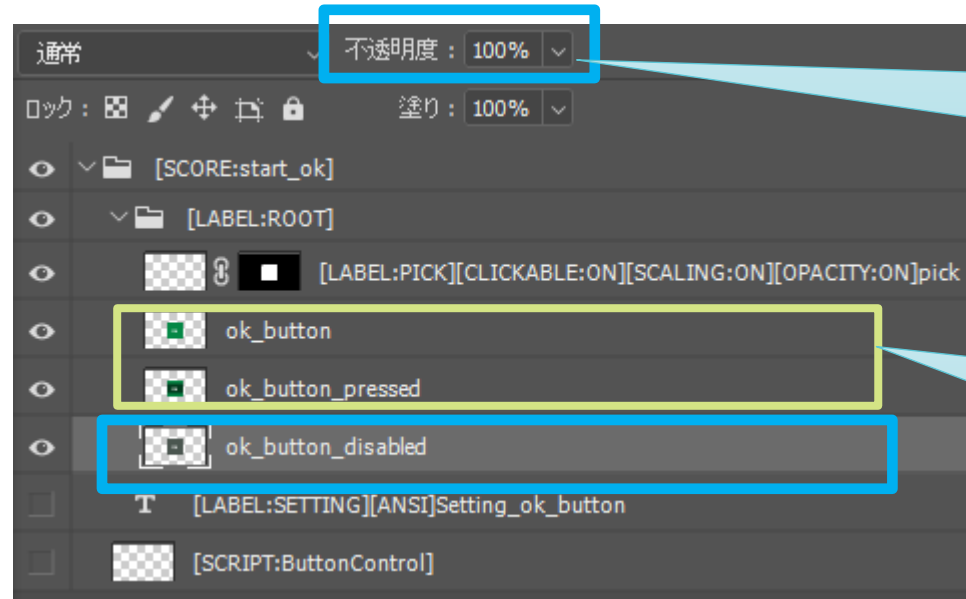 通常 不透明度： 100%
ロック： 塗り： 100%
[SCORE:start_ok]
[LABEL:ROOT]
[LABEL:PICK][CLICKABLE:ON][SCALING:ON][OPACITY:ON]pick
ok_button
ok_button_pressed
ok_button_disabled
T [LABEL:SETTING][ANSI]Setting_ok_button
[SCRIPT:ButtonControl]